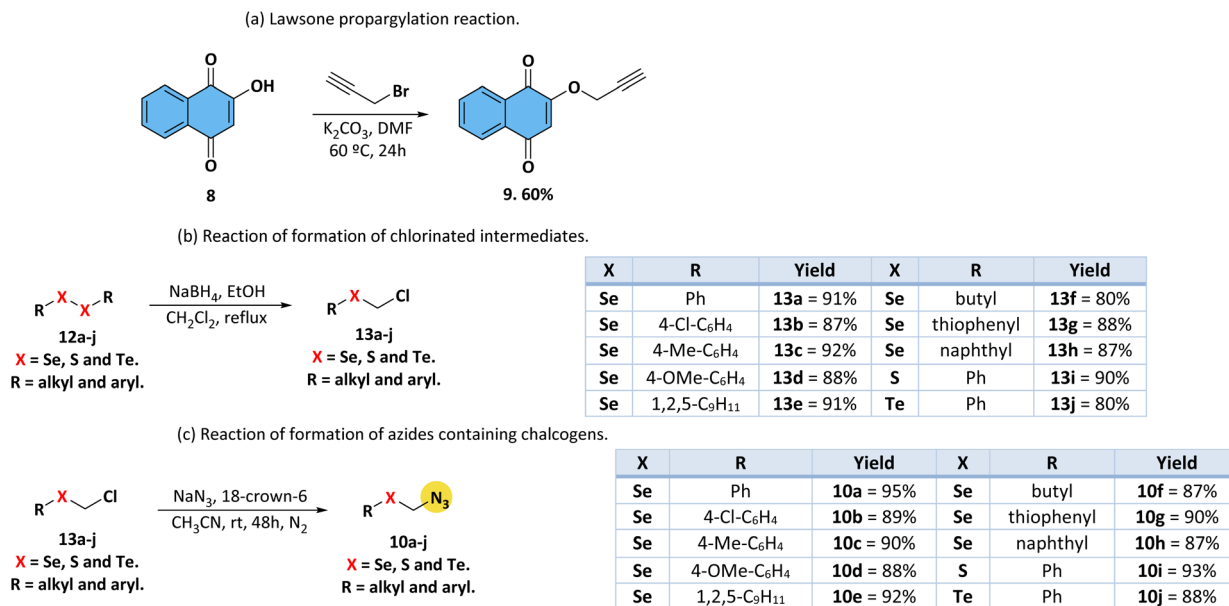 (a) Lawsone propargylation reaction.
O
OH
O
8
Br
K2CO3, DMF
60 ºC, 24h
O
O
O
9. 60%
(b) Reaction of formation of chlorinated intermediates.
R X X R
12a-j
X = Se, S and Te.
R = alkyl and aryl.
NaBH4, EtOH
CH2Cl2, reflux
R X Cl
13a-j
X = Se, S and Te.
R = alkyl and aryl.
X R Yield X R Yield
Se Ph 13a = 91% Se butyl 13f = 80%
Se 4-Cl-C6H4 13b = 87% Se thiophenyl 13g = 88%
Se 4-Me-C6H4 13c = 92% Se naphthyl 13h = 87%
Se 4-OMe-C6H4 13d = 88% S Ph 13i = 90%
Se 1,2,5-C9H11 13e = 91% Te Ph 13j = 80%
(c) Reaction of formation of azides containing chalcogens.
R X Cl
13a-j
X = Se, S and Te.
R = alkyl and aryl.
NaN3, 18-crown-6
CH3CN, rt, 48h, N2
R X N3
10a-j
X = Se, S and Te.
R = alkyl and aryl.
X R Yield X R Yield
Se Ph 10a = 95% Se butyl 10f = 87%
Se 4-Cl-C6H4 10b = 89% Se thiophenyl 10g = 90%
Se 4-Me-C6H4 10c = 90% Se naphthyl 10h = 87%
Se 4-OMe-C6H4 10d = 88% S Ph 10i = 93%
Se 1,2,5-C9H11 10e = 92% Te Ph 10j = 88%